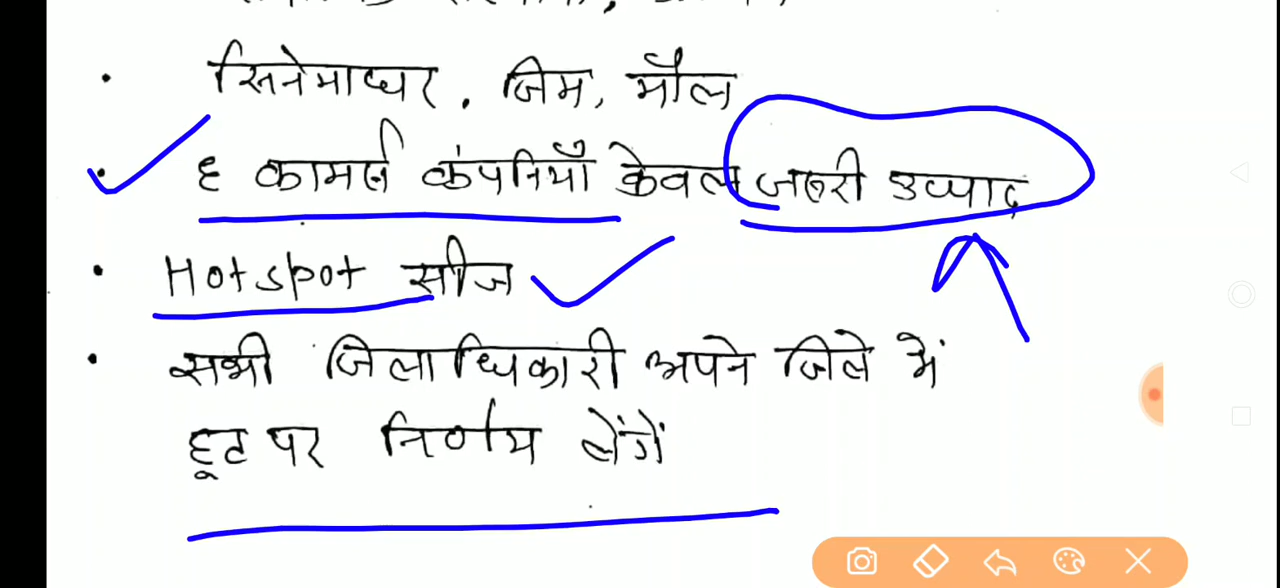 सिनेमाघर. जिम, मौल
ई कामर्स कंपनियाँ केवल जरूरी उत्पाद
Hotspot सीज
सभी जिलाधिकारी अपने जिले में
छूट पर निर्णय लेंगें